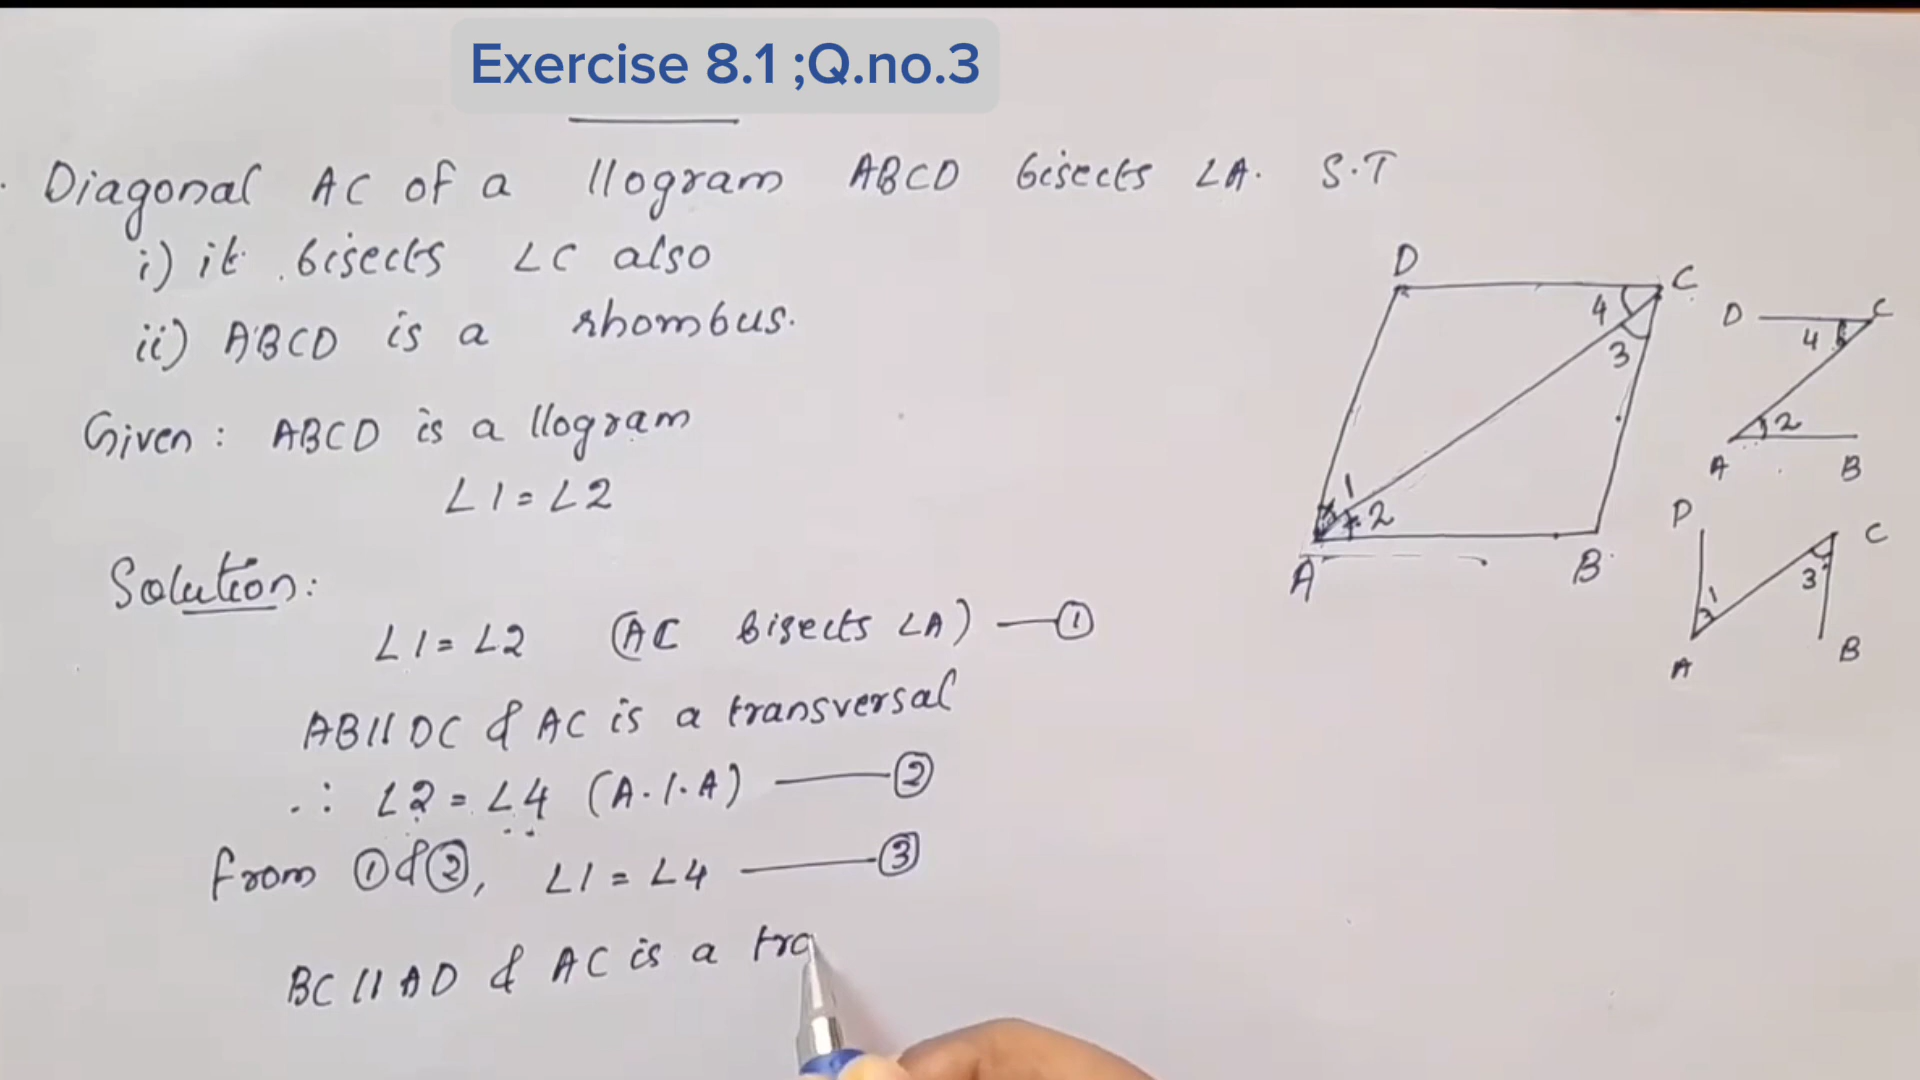 Exercise 8.1 ;Q.no.3
Diagonal AC of a llogram ABCD bisects ∠A. S.T
i) it bisects ∠C also
ii) ABCD is a rhombus.
Given: ABCD is a llogram
∠1 = ∠2
Solution:
∠1 = ∠2 (AC bisects ∠A) — ①
AB || DC & AC is a transversal
∴ ∠2 = ∠4 (A.I.A) — ②
From ① & ②, ∠1 = ∠4 — ③
BC || AD & AC is a tra
D C
4
3
1
2
A B
D C
4
2
A B
D C
1 3
A B